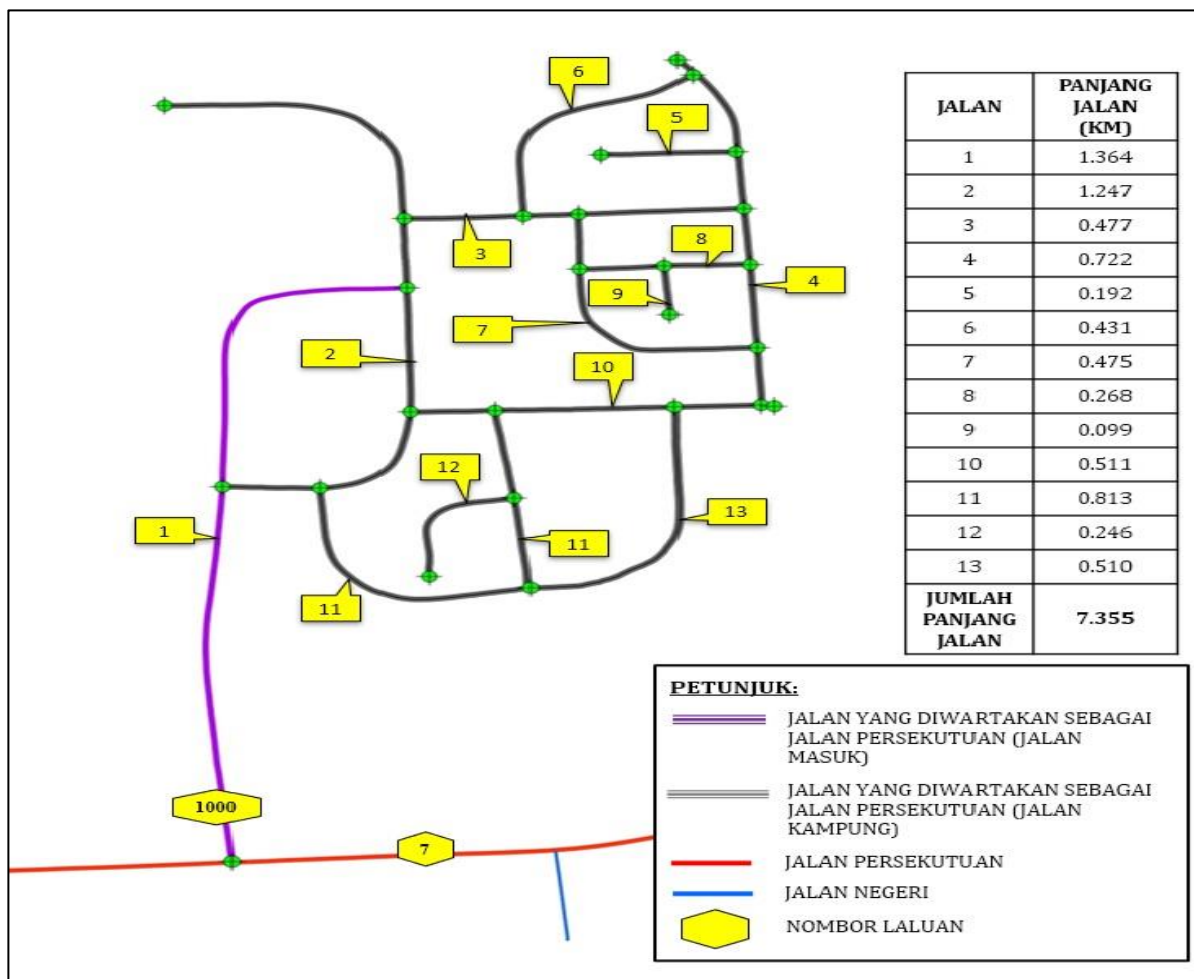 6
5
3
8
9
4
7
2
10
12
1
11
13
11
1000
7
JALAN
PANJANG
JALAN
(KM)
1 1.364
2 1.247
3 0.477
4 0.722
5 0.192
6 0.431
7 0.475
8 0.268
9 0.099
10 0.511
11 0.813
12 0.246
13 0.510
JUMLAH
PANJANG
JALAN
7.355
PETUNJUK:
JALAN YANG DIWARTAKAN SEBAGAI
JALAN PERSEKUTUAN (JALAN
MASUK)
JALAN YANG DIWARTAKAN SEBAGAI
JALAN PERSEKUTUAN (JALAN
KAMPUNG)
JALAN PERSEKUTUAN
JALAN NEGERI
NOMBOR LALUAN